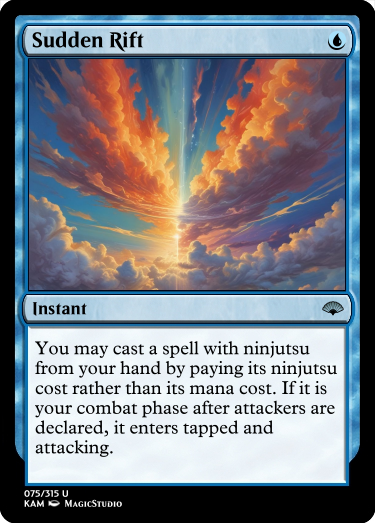 Sudden Rift
Instant
You may cast a spell with ninjutsu
from your hand by paying its ninjutsu
cost rather than its mana cost. If it is
your combat phase after attackers are
declared, it enters tapped and
attacking.
075/315 U
KAM MagicStudio